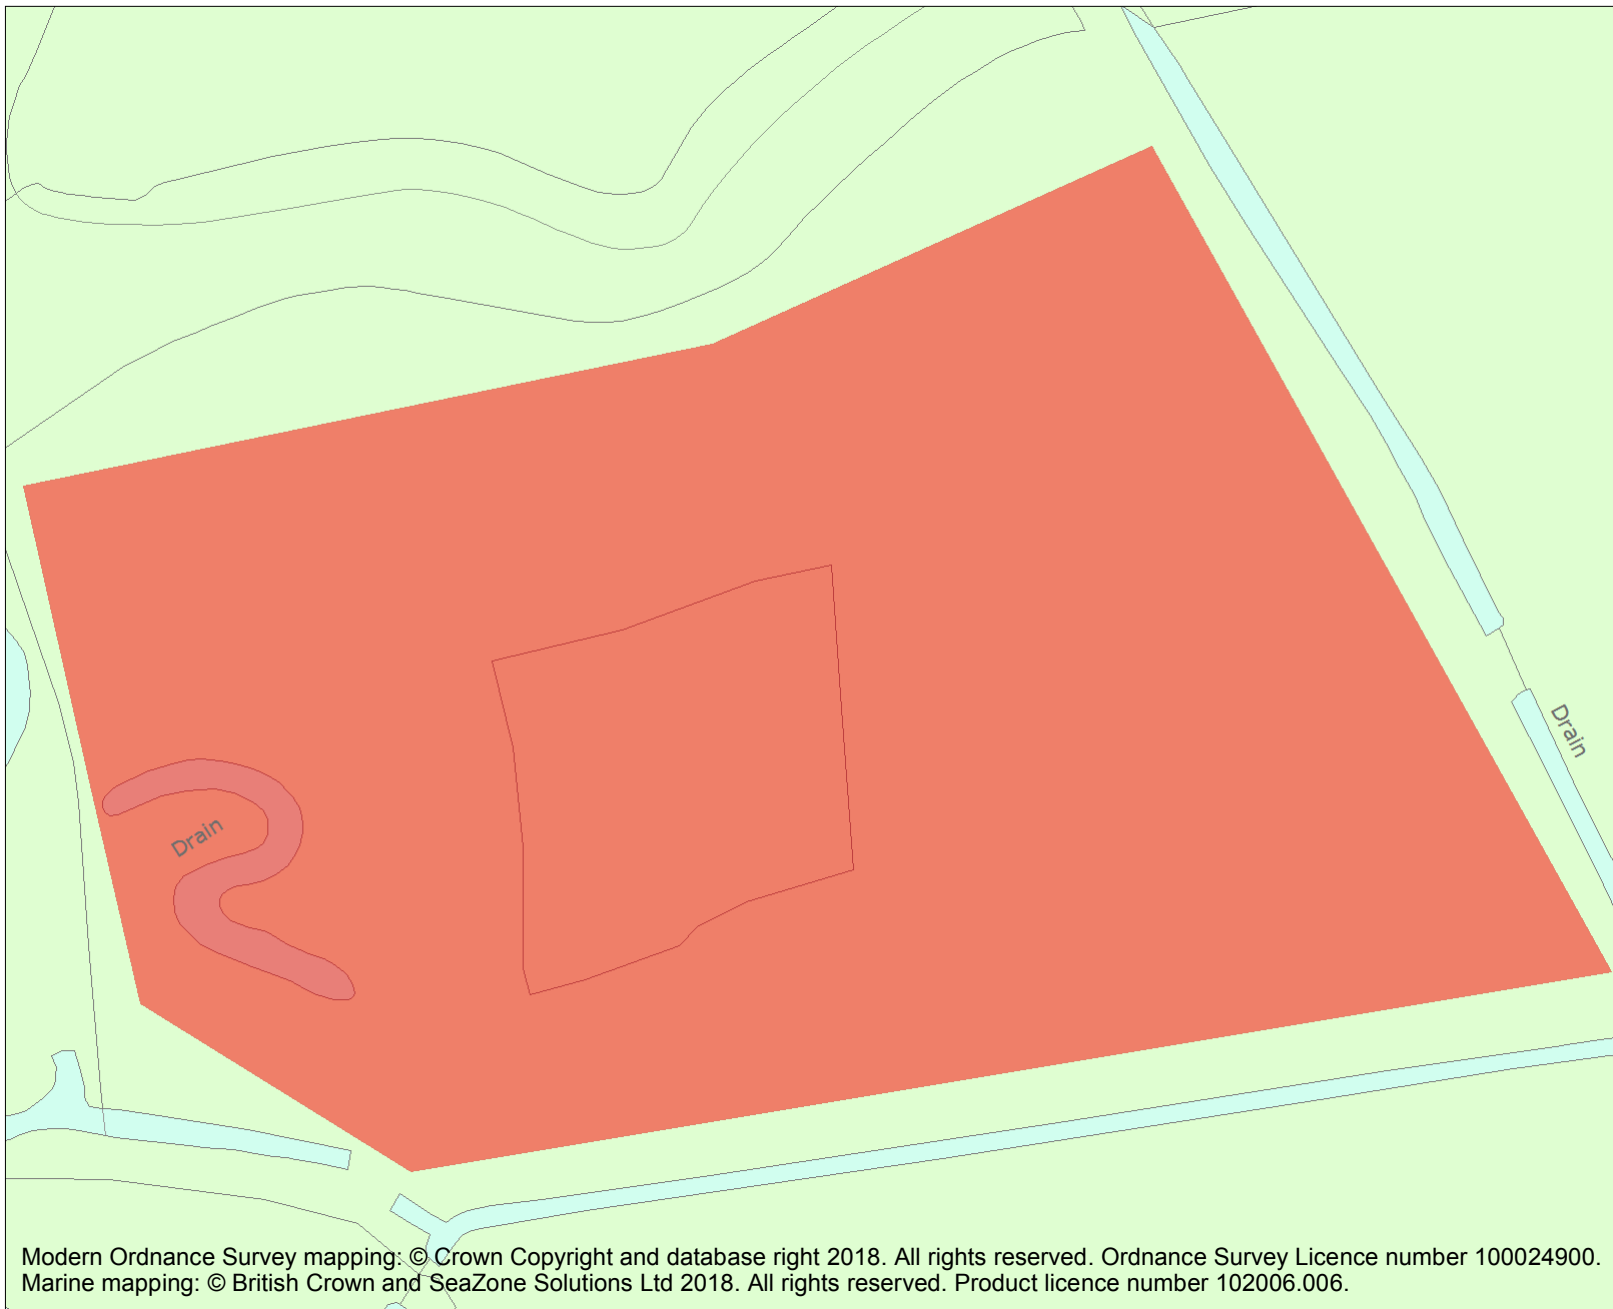 Drain
Drain
Modern Ordnance Survey mapping: © Crown Copyright and database right 2018. All rights reserved. Ordnance Survey Licence number 100024900.
Marine mapping: © British Crown and SeaZone Solutions Ltd 2018. All rights reserved. Product licence number 102006.006.